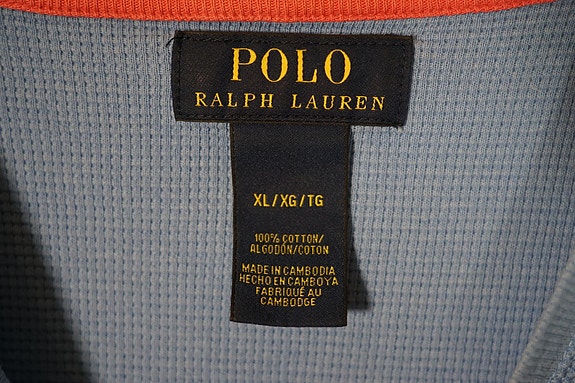 POLO
RALPH LAUREN
XL/XG/TG
100% COTTON/
ALGODÓN/COTON
MADE IN CAMBODIA
HECHO EN CAMBOYA
FABRIQUÉ AU
CAMBODGE